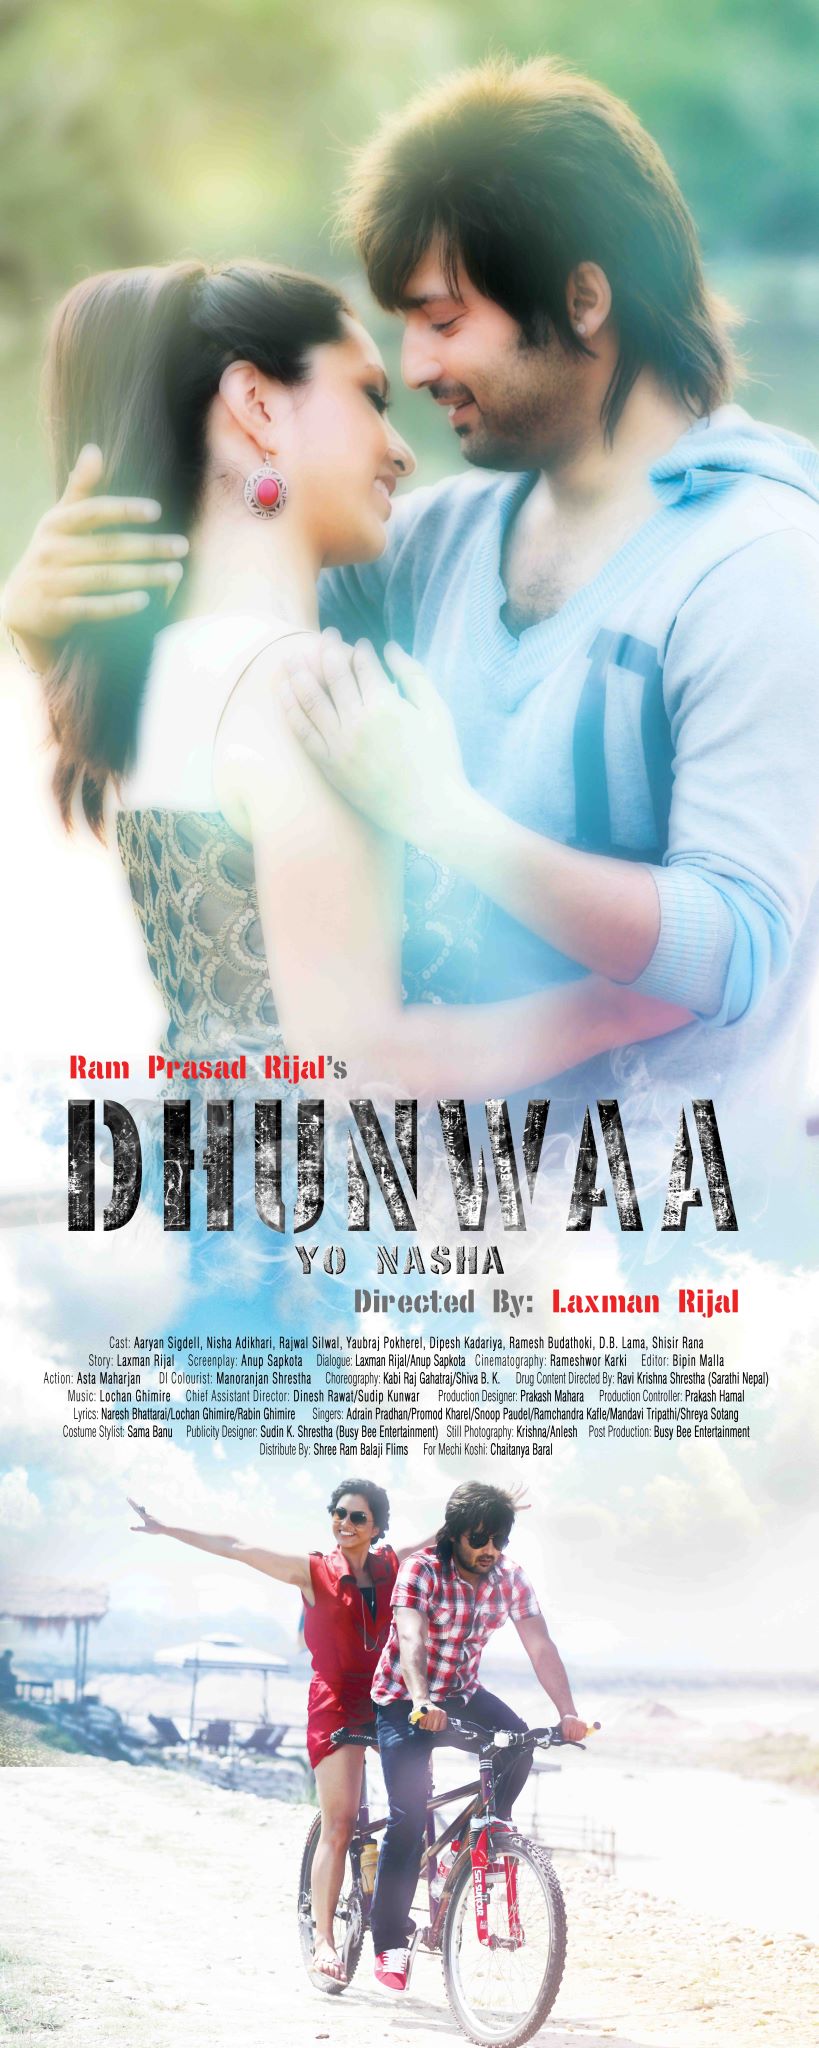 Ram Prasad Rijal's
DHUNWAA
YO NASHA
Directed By: Laxman Rijal
Cast: Aaryan Sigdell, Nisha Adikhari, Rajwal Silwal, Yaubraj Pokherel, Dipesh Kadariya, Ramesh Budathoki, D.B. Lama, Shisir Rana
Story: Laxman Rijal Screenplay: Anup Sapkota Dialogue: Laxman Rijal/Anup Sapkota Cinematography: Rameshwor Karki Editor: Bipin Malla
Action: Asta Maharjan DI Colourist: Manoranjan Shrestha Choreography: Kabi Raj Gahatraj/Shiva B. K. Drug Content Directed By: Ravi Krishna Shrestha (Sarathi Nepal)
Music: Lochan Ghimire Chief Assistant Director: Dinesh Rawat/Sudip Kunwar Production Designer: Prakash Mahara Production Controller: Prakash Hamal
Lyrics: Naresh Bhattarai/Lochan Ghimire/Rabin Ghimire Singers: Adrain Pradhan/Promod Kharel/Snoop Paudel/Ramchandra Kafle/Mandavi Tripathi/Shreya Sotang
Costume Stylist: Sama Banu Publicity Designer: Sudin K. Shrestha (Busy Bee Entertainment) Still Photography: Krishna/Anlesh Post Production: Busy Bee Entertainment
Distribute By: Shree Ram Balaji Flims For Mechi Koshi: Chaitanya Baral
SR SUNTOUR